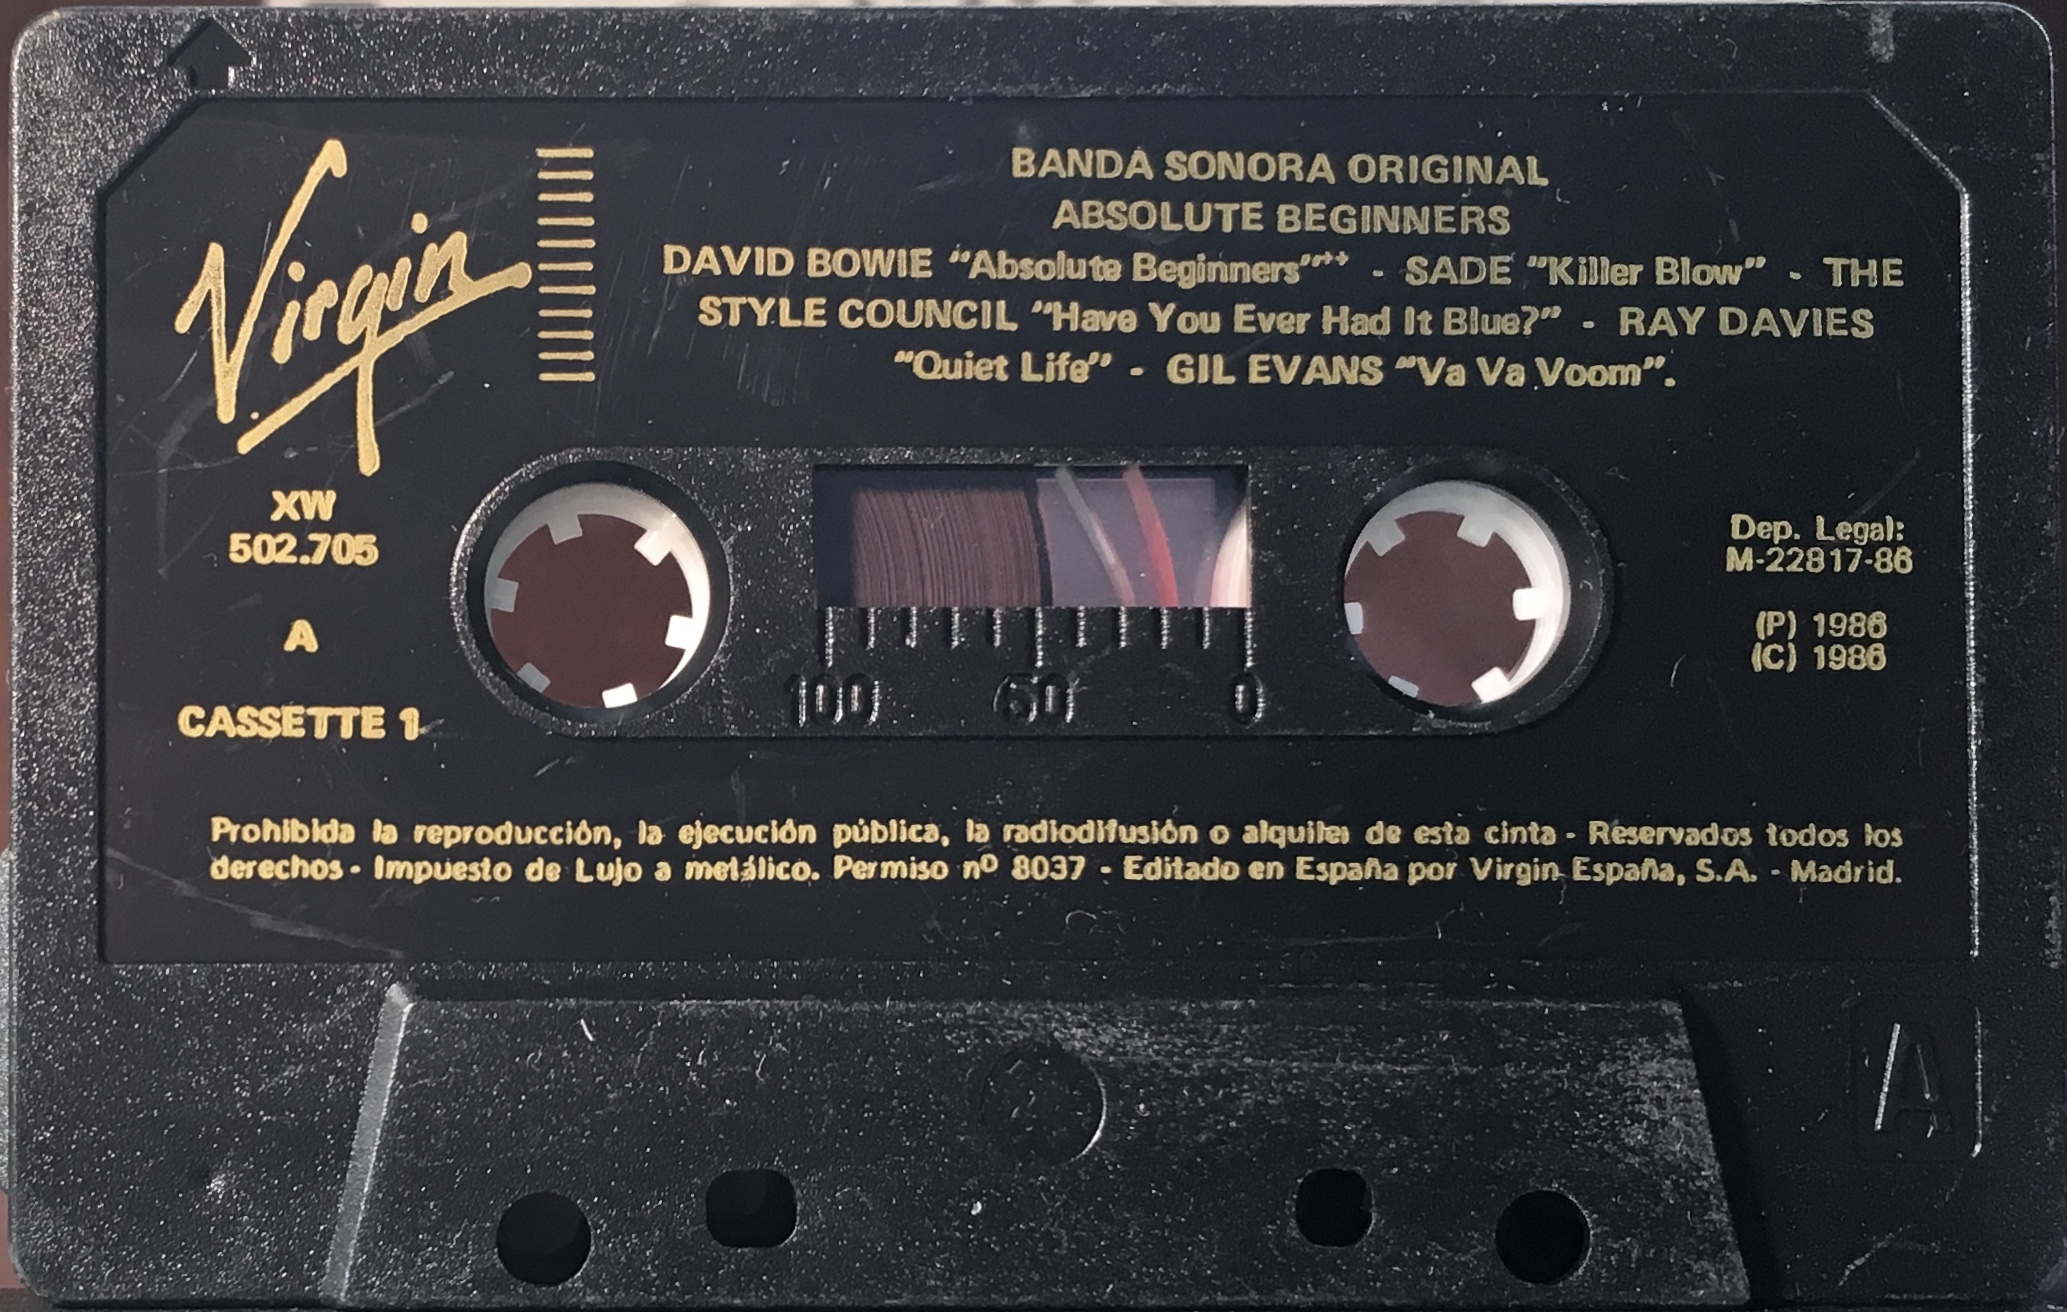 Virgin
BANDA SONORA ORIGINAL
ABSOLUTE BEGINNERS
DAVID BOWIE "Absolute Beginners"++ - SADE "Killer Blow" - THE
STYLE COUNCIL "Have You Ever Had It Blue?" - RAY DAVIES
"Quiet Life" - GIL EVANS "Va Va Voom".
XW
502.705
A
CASSETTE 1
100 50 0
Dep. Legal:
M-22817-86
(P) 1986
(C) 1986
Prohibida la reproducción, la ejecución pública, la radiodifusión o alquiler de esta cinta - Reservados todos los
derechos - Impuesto de Lujo a metálico. Permiso nº 8037 - Editado en España por Virgin España, S.A. - Madrid.
A